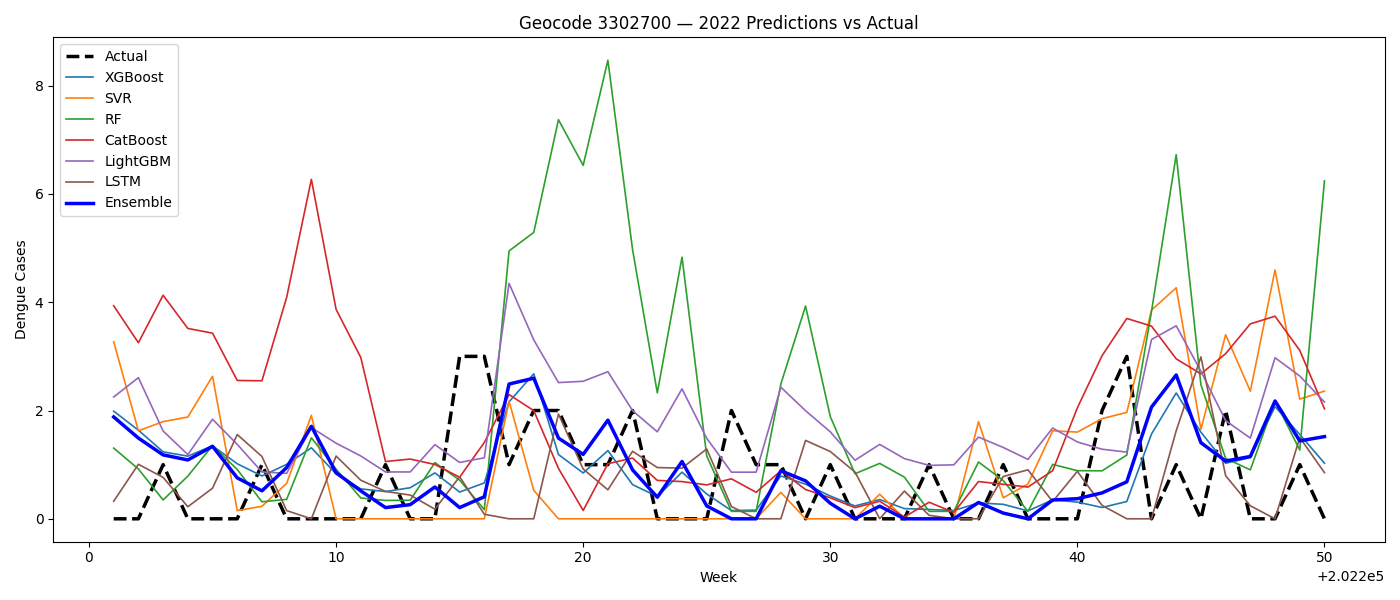 Geocode 3302700 — 2022 Predictions vs Actual
Actual
XGBoost
SVR
RF
CatBoost
LightGBM
LSTM
Ensemble
Dengue Cases
8
6
4
2
0
0 10 20 30 40 50
Week
+2.022e5